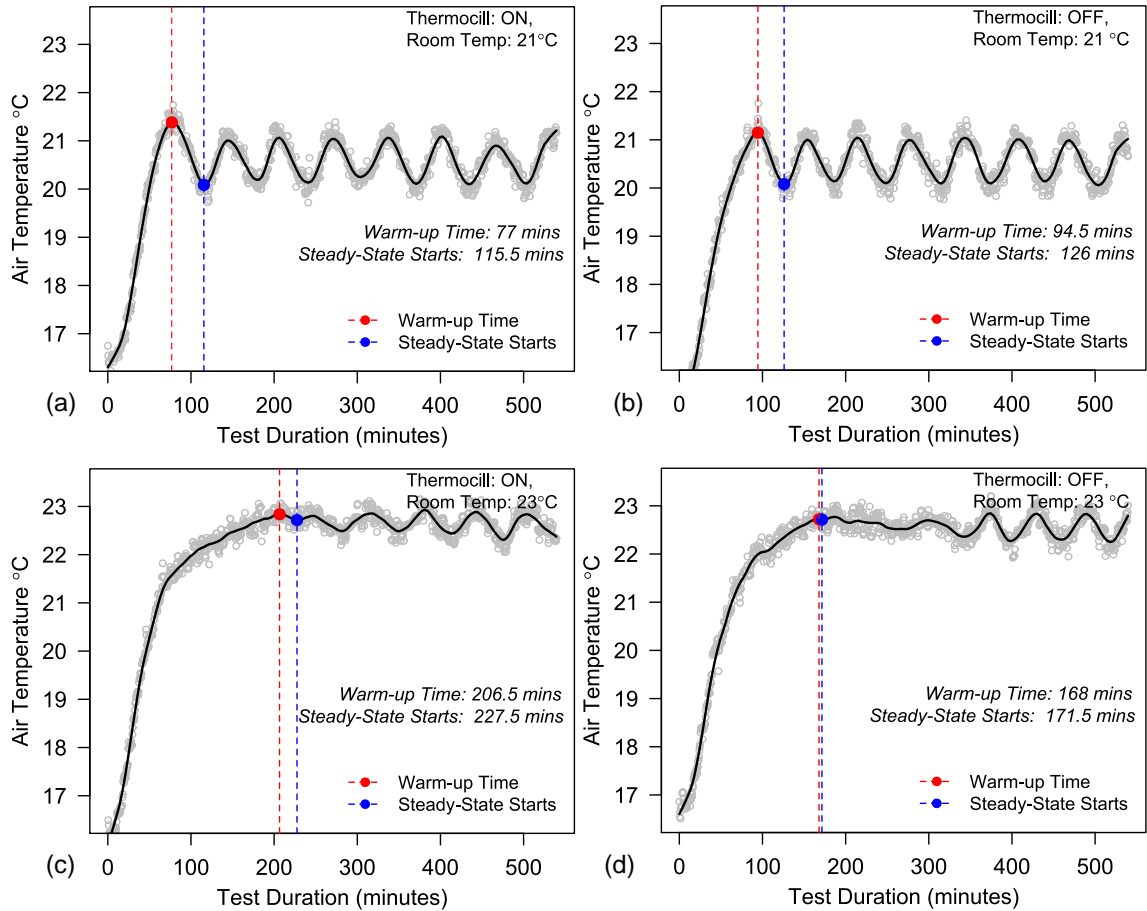 Thermocill: ON,
Room Temp: 21°C
23
22
21
20
19
18
17
Air Temperature °C
Warm-up Time: 77 mins
Steady-State Starts: 115.5 mins
Warm-up Time
Steady-State Starts
0 100 200 300 400 500
Test Duration (minutes)
(a)
Thermocill: OFF,
Room Temp: 21 °C
23
22
21
20
19
18
17
Air Temperature °C
Warm-up Time: 94.5 mins
Steady-State Starts: 126 mins
Warm-up Time
Steady-State Starts
0 100 200 300 400 500
Test Duration (minutes)
(b)
Thermocill: ON,
Room Temp: 23°C
23
22
21
20
19
18
17
Air Temperature °C
Warm-up Time: 206.5 mins
Steady-State Starts: 227.5 mins
Warm-up Time
Steady-State Starts
0 100 200 300 400 500
Test Duration (minutes)
(c)
Thermocill: OFF,
Room Temp: 23 °C
23
22
21
20
19
18
17
Air Temperature °C
Warm-up Time: 168 mins
Steady-State Starts: 171.5 mins
Warm-up Time
Steady-State Starts
0 100 200 300 400 500
Test Duration (minutes)
(d)